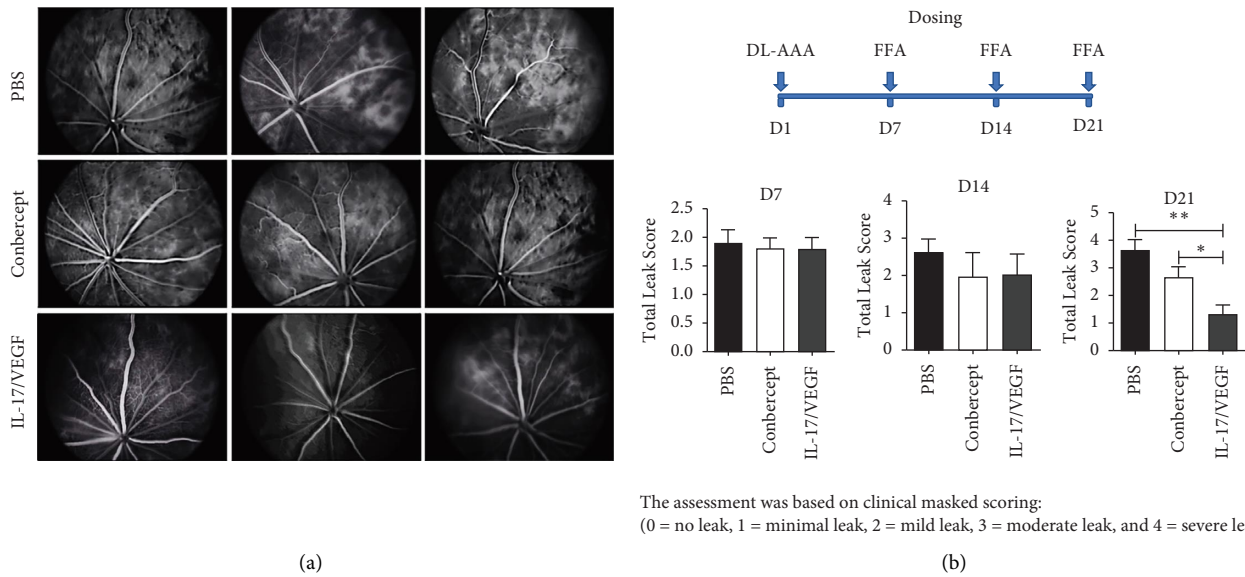 PBS
Conbercept
IL-17/VEGF
(a)
Dosing
DL-AAA FFA FFA FFA
D1 D7 D14 D21
D7
Total Leak Score
2.5
2.0
1.5
1.0
0.5
0.0
PBS
Conbercept
IL-17/VEGF
D14
Total Leak Score
4
3
2
1
0
PBS
Conbercept
IL-17/VEGF
D21
**
*
Total Leak Score
5
4
3
2
1
0
PBS
Conbercept
IL-17/VEGF
The assessment was based on clinical masked scoring:
(0 = no leak, 1 = minimal leak, 2 = mild leak, 3 = moderate leak, and 4 = severe le
(b)